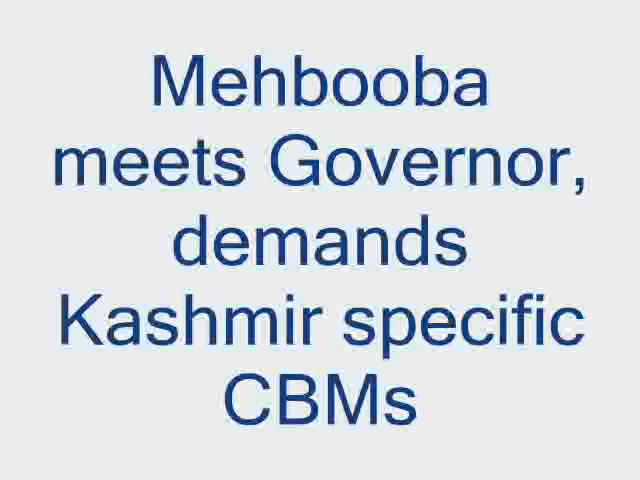 Mehbooba
meets Governor,
demands
Kashmir specific
CBMs